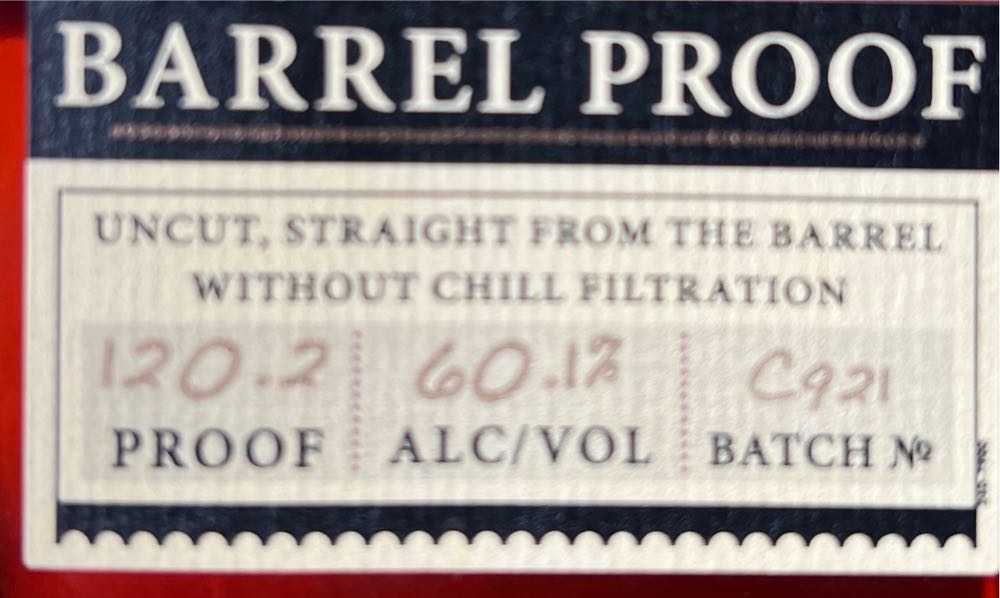 BARREL PROOF
UNCUT, STRAIGHT FROM THE BARREL
WITHOUT CHILL FILTRATION
120.2 60.1% C921
PROOF ALC/VOL BATCH Nº